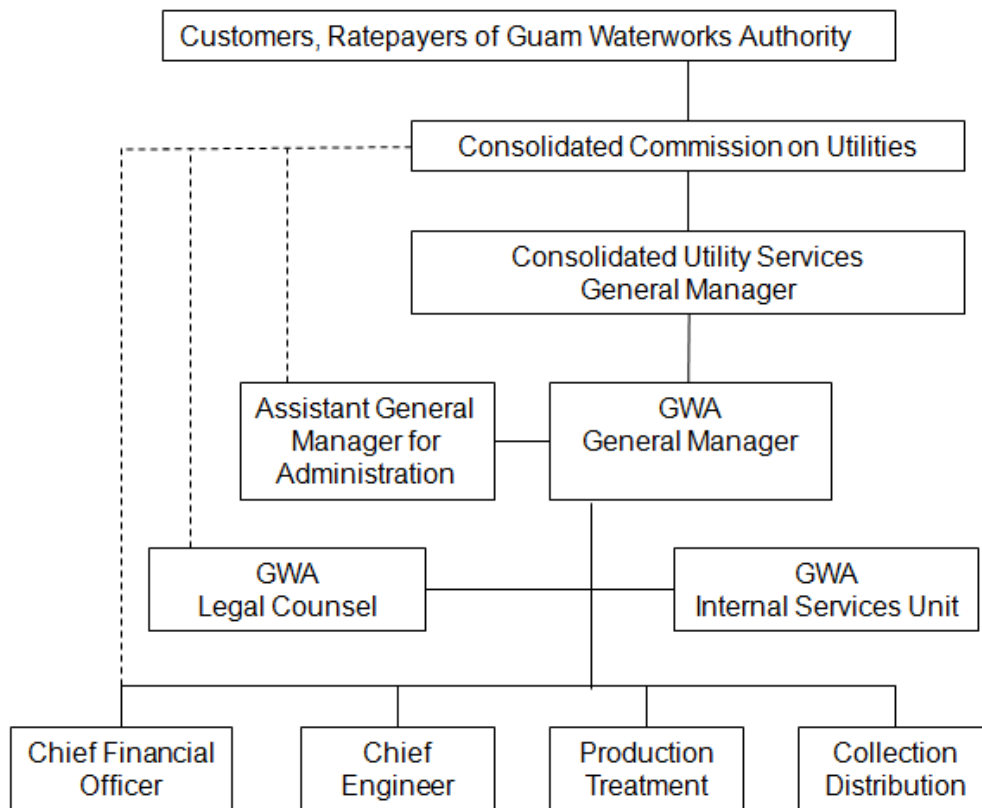 Customers, Ratepayers of Guam Waterworks Authority
Consolidated Commission on Utilities
Consolidated Utility Services
General Manager
Assistant General
Manager for
Administration
GWA
General Manager
GWA
Legal Counsel
GWA
Internal Services Unit
Chief Financial
Officer
Chief
Engineer
Production
Treatment
Collection
Distribution